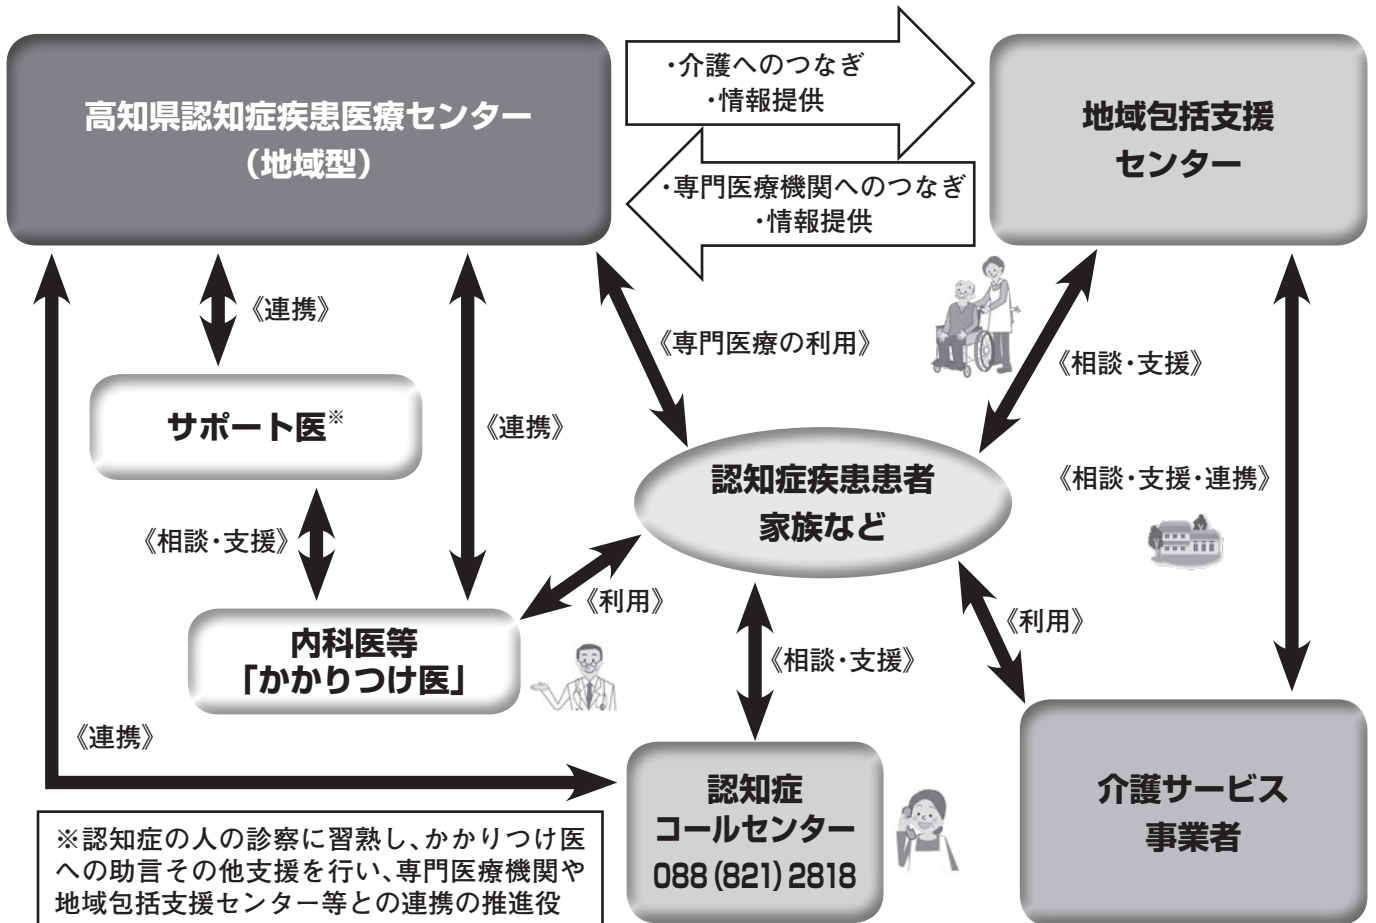 高知県認知症疾患医療センター
（地域型）
・介護へのつなぎ
・情報提供
・専門医療機関へのつなぎ
・情報提供
地域包括支援
センター
《連携》
《専門医療の利用》
《相談・支援》
サポート医※
《連携》
認知症疾患患者
家族など
《相談・支援・連携》
《相談・支援》
《利用》
内科医等
「かかりつけ医」
《利用》
《相談・支援》
《連携》
認知症
コールセンター
088(821)2818
介護サービス
事業者
※認知症の人の診察に習熟し、かかりつけ医
への助言その他支援を行い、専門医療機関や
地域包括支援センター等との連携の推進役